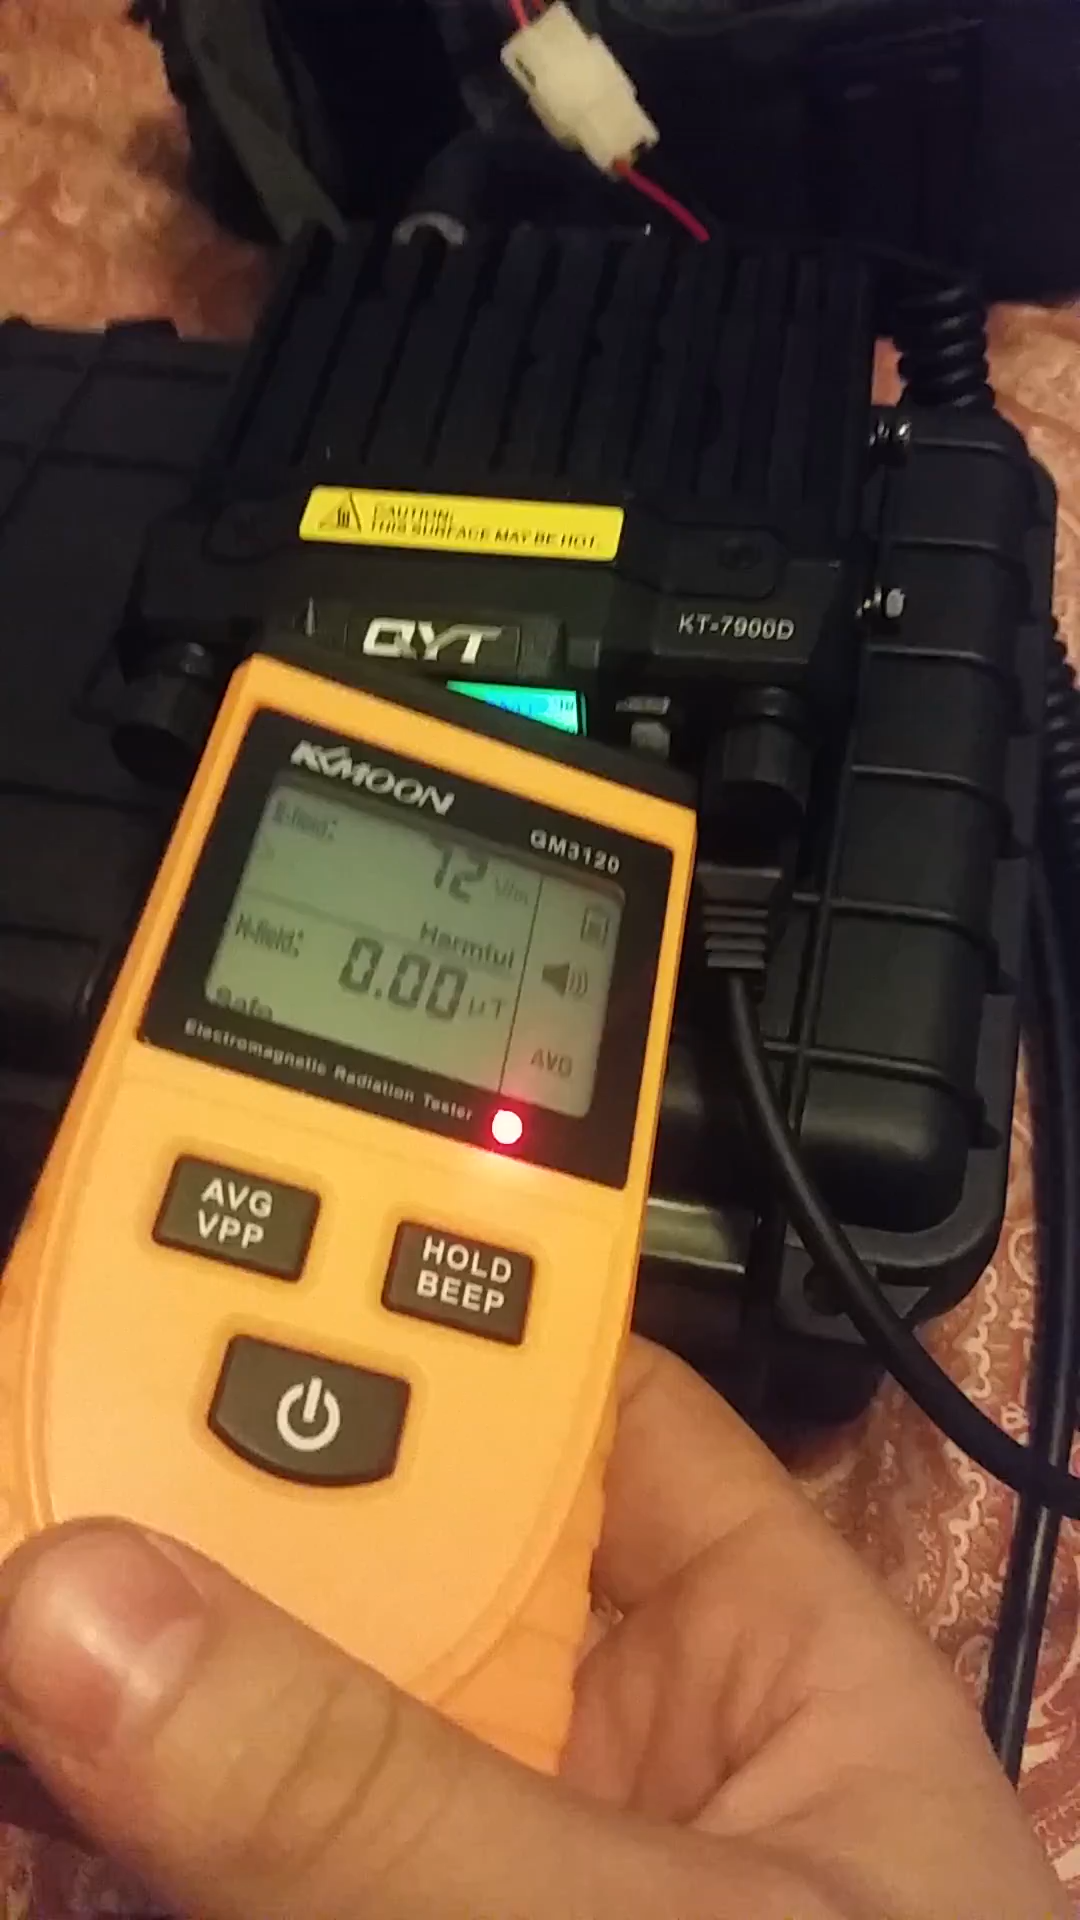 CAUTION:
THIS SURFACE MAY BE HOT.
QYT
KT-7900D
KKMOON
GM3120
E-field:
72 V/m
Harmful
M-field:
0.00 μT
Safe
AVG
Electromagnetic Radiation Tester
AVG
VPP
HOLD
BEEP